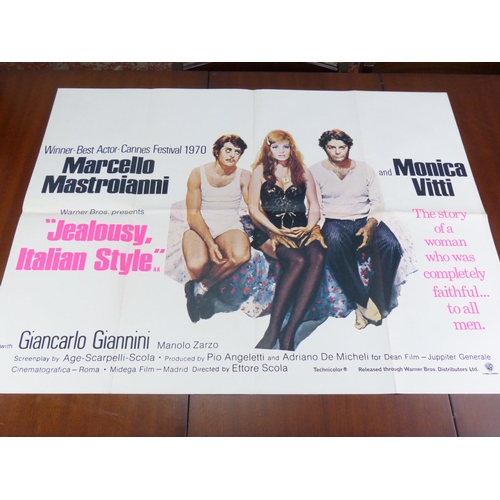 Winner-Best Actor-Cannes Festival 1970
Marcello
Mastroianni
and Monica
Vitti
Warner Bros. presents
"Jealousy,
Italian Style"
The story
of a
woman
who was
completely
faithful...
to all
men.
with Giancarlo Giannini Manolo Zarzo
Screenplay by Age-Scarpelli-Scola • Produced by Pio Angeletti and Adriano De Micheli for Dean Film - Juppiter Generale
Cinematografica - Roma • Midega Film - Madrid Directed by Ettore Scola Technicolor® Released through Warner Bros. Distributors Ltd.